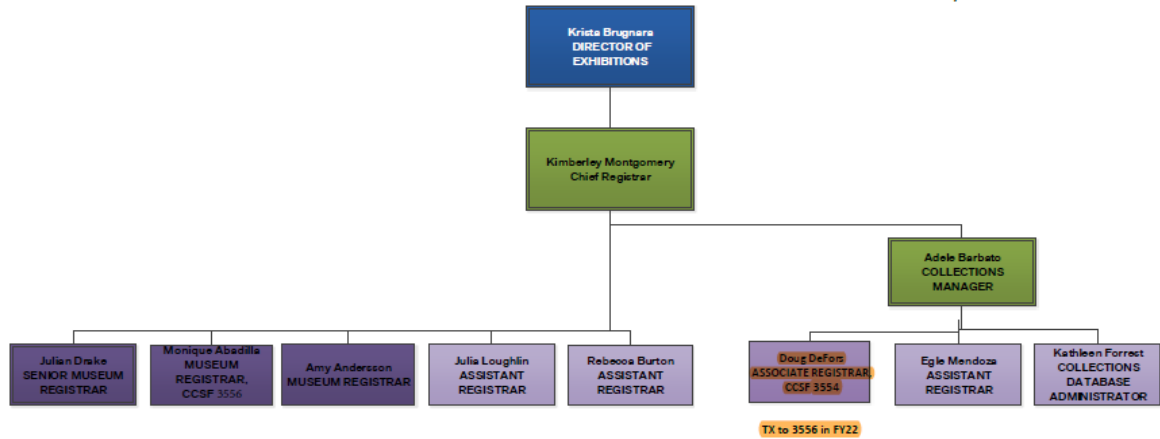 Krista Brugnara
DIRECTOR OF
EXHIBITIONS
Kimberley Montgomery
Chief Registrar
Adele Barbato
COLLECTIONS
MANAGER
Julian Drake
SENIOR MUSEUM
REGISTRAR
Monique Abadilla
MUSEUM
REGISTRAR,
CCSF 3556
Amy Andersson
MUSEUM REGISTRAR
Julia Loughlin
ASSISTANT
REGISTRAR
Rebecca Burton
ASSISTANT
REGISTRAR
Doug DeFors
ASSOCIATE REGISTRAR,
CCSF 3554
Egle Mendoza
ASSISTANT
REGISTRAR
Kathleen Forrest
COLLECTIONS
DATABASE
ADMINISTRATOR
TX to 3556 in FY22